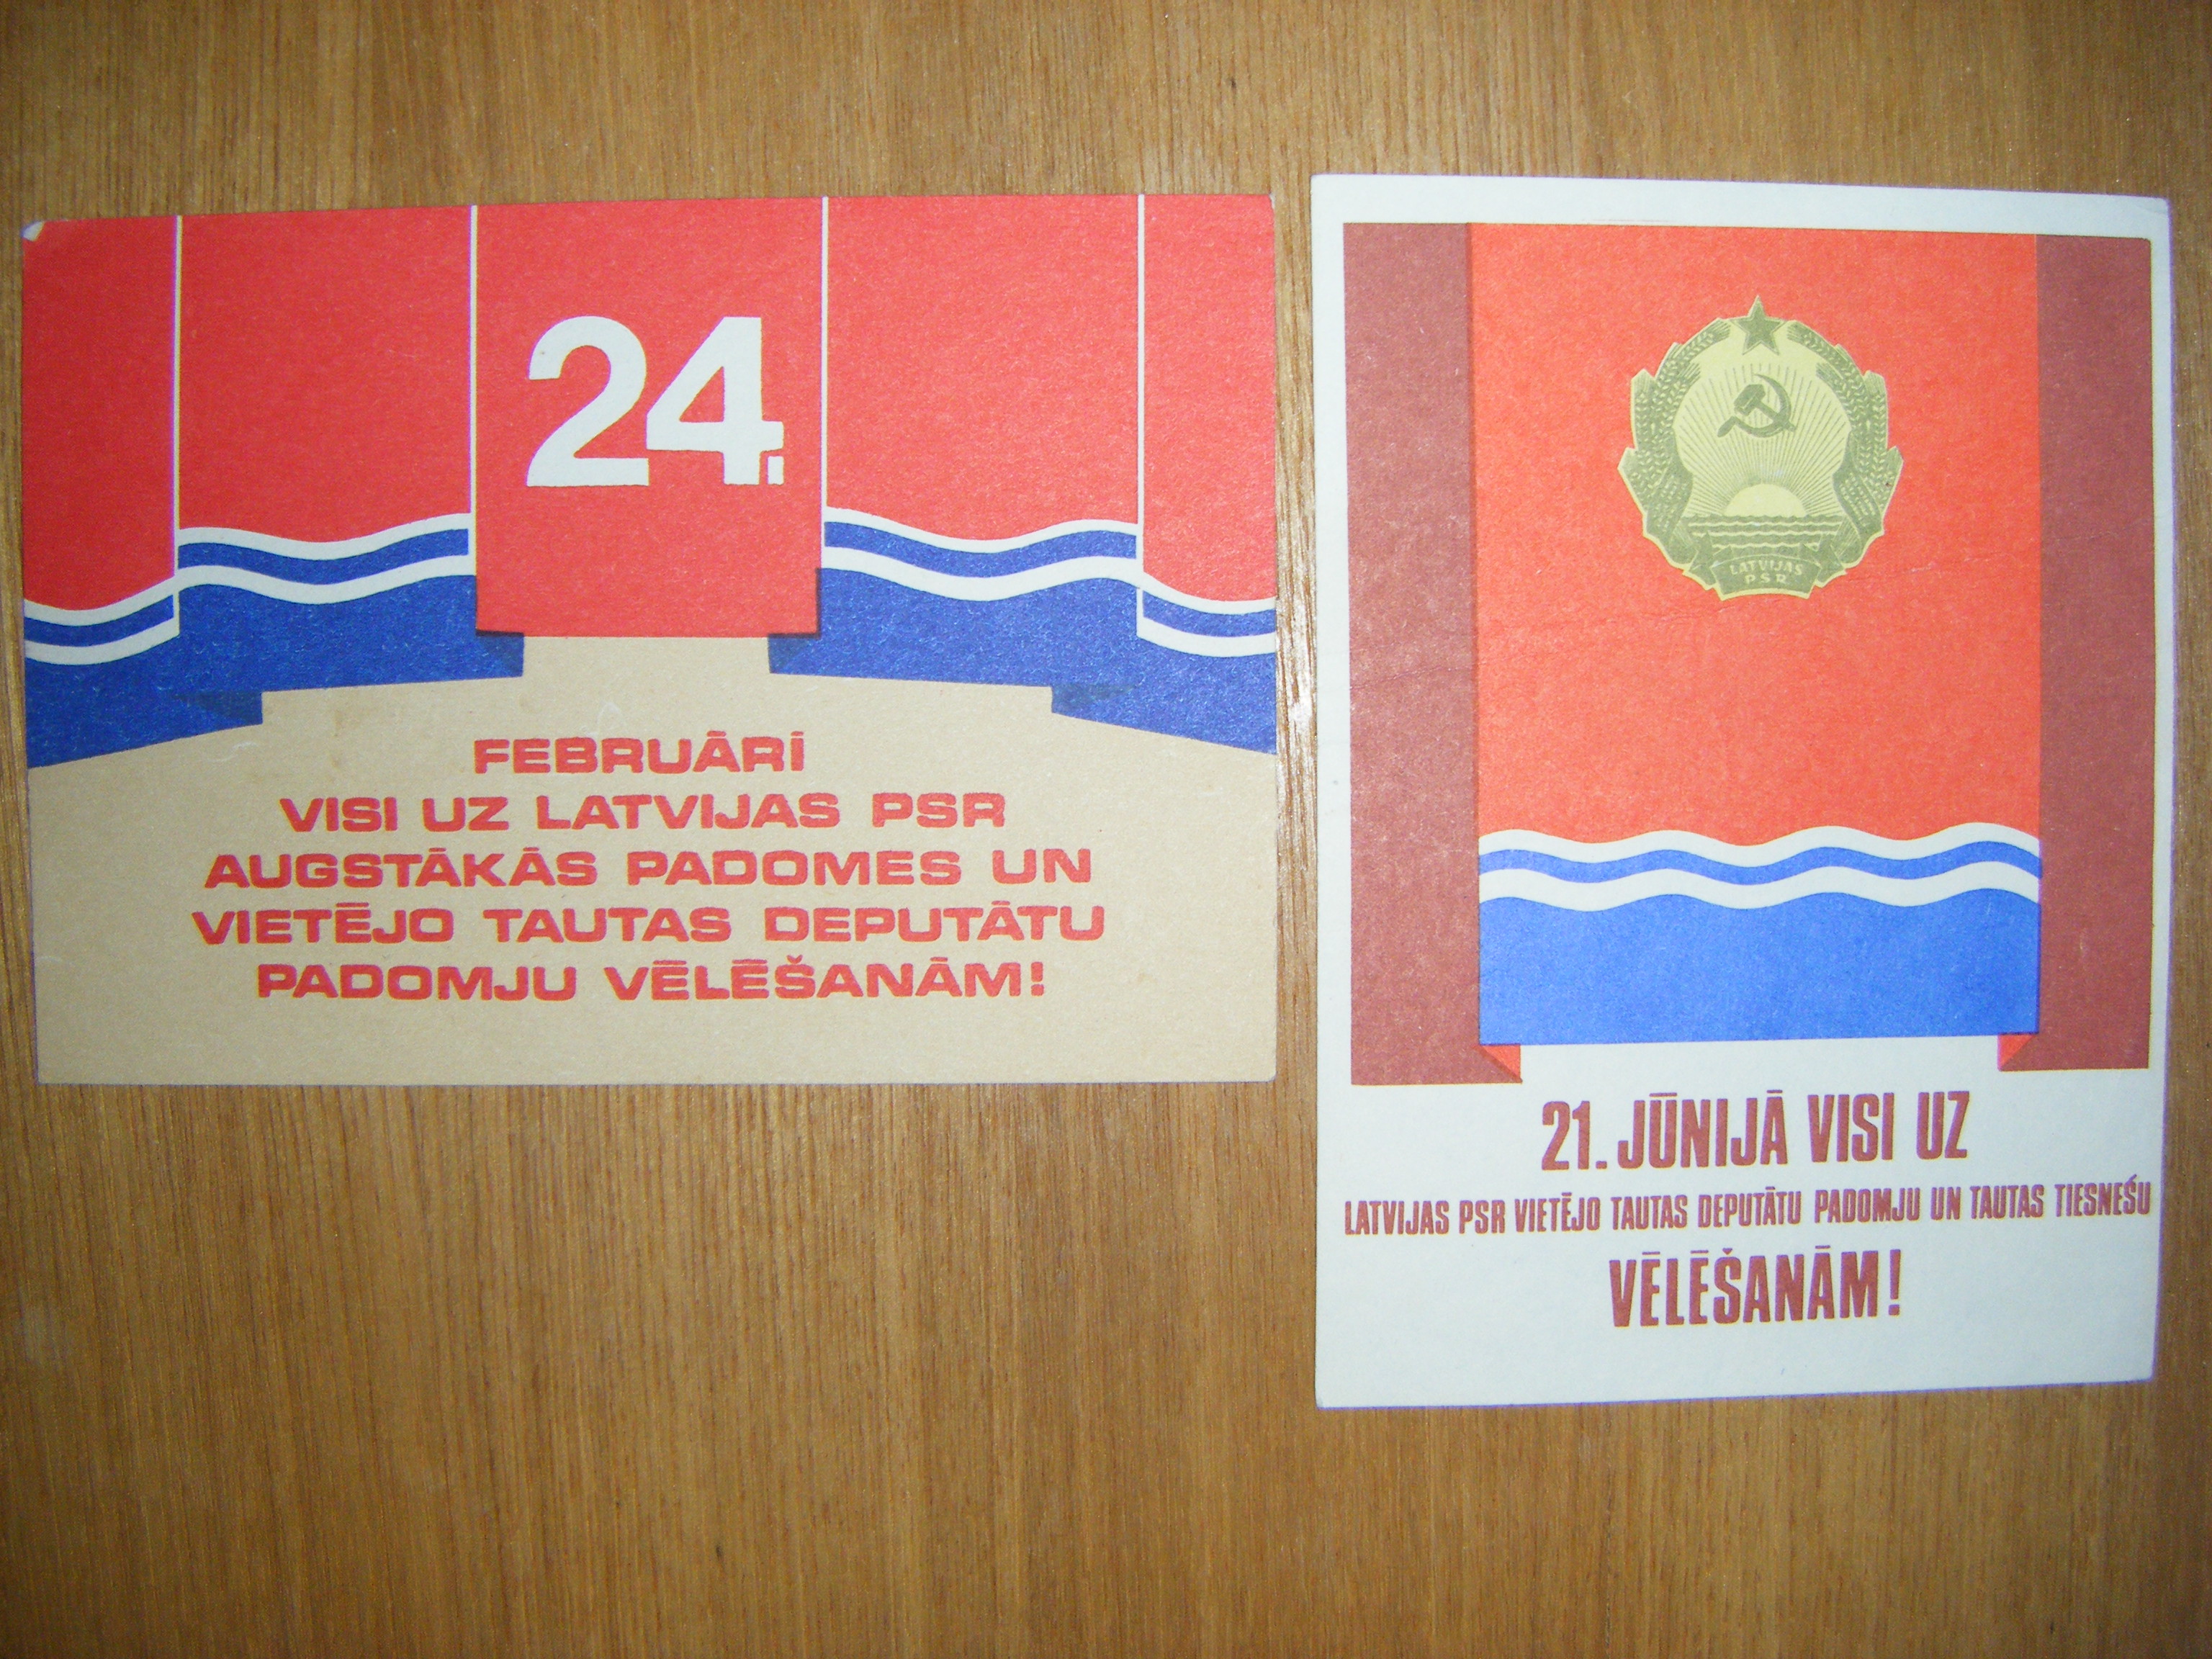 24.
FEBRUĀRĪ
VISI UZ LATVIJAS PSR
AUGSTĀKĀS PADOMES UN
VIETĒJO TAUTAS DEPUTĀTU
PADOMJU VĒLĒŠANĀM!
LATVIJAS
PSR
21. JŪNIJĀ VISI UZ
LATVIJAS PSR VIETĒJO TAUTAS DEPUTĀTU PADOMJU UN TAUTAS TIESNEŠU
VĒLĒŠANĀM!